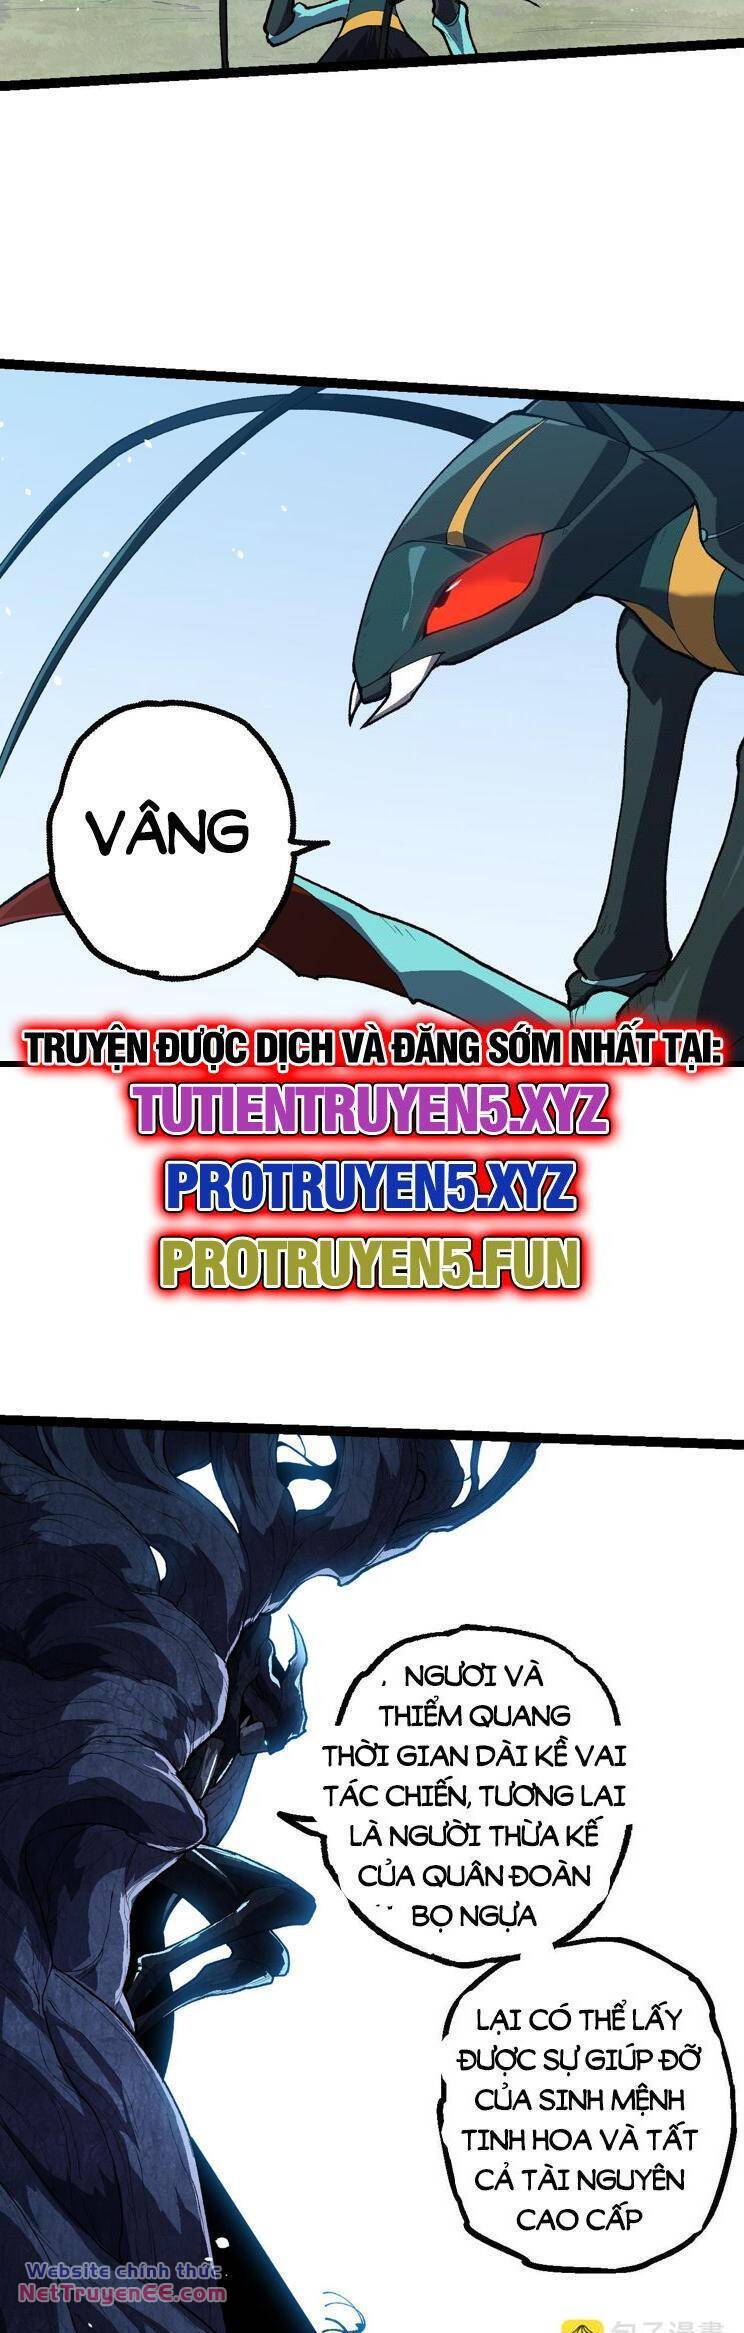 VÂNG
TRUYỆN ĐƯỢC DỊCH VÀ ĐĂNG SỚM NHẤT TẠI:
TUTIENTRUYEN5.XYZ
PROTRUYEN5.XYZ
PROTRUYEN5.FUN
NGƯƠI VÀ
THIỂM QUANG
THỜI GIAN DÀI KỀ VAI
TÁC CHIẾN, TƯƠNG LAI
LÀ NGƯỜI THỪA KẾ
CỦA QUÂN ĐOÀN
BỌ NGỰA
LẠI CÓ THỂ LẤY
ĐƯỢC SỰ GIÚP ĐỠ
CỦA SINH MỆNH
TINH HOA VÀ TẤT
CẢ TÀI NGUYÊN
CAO CẤP
Website chính thức
NetTruyenEE.com